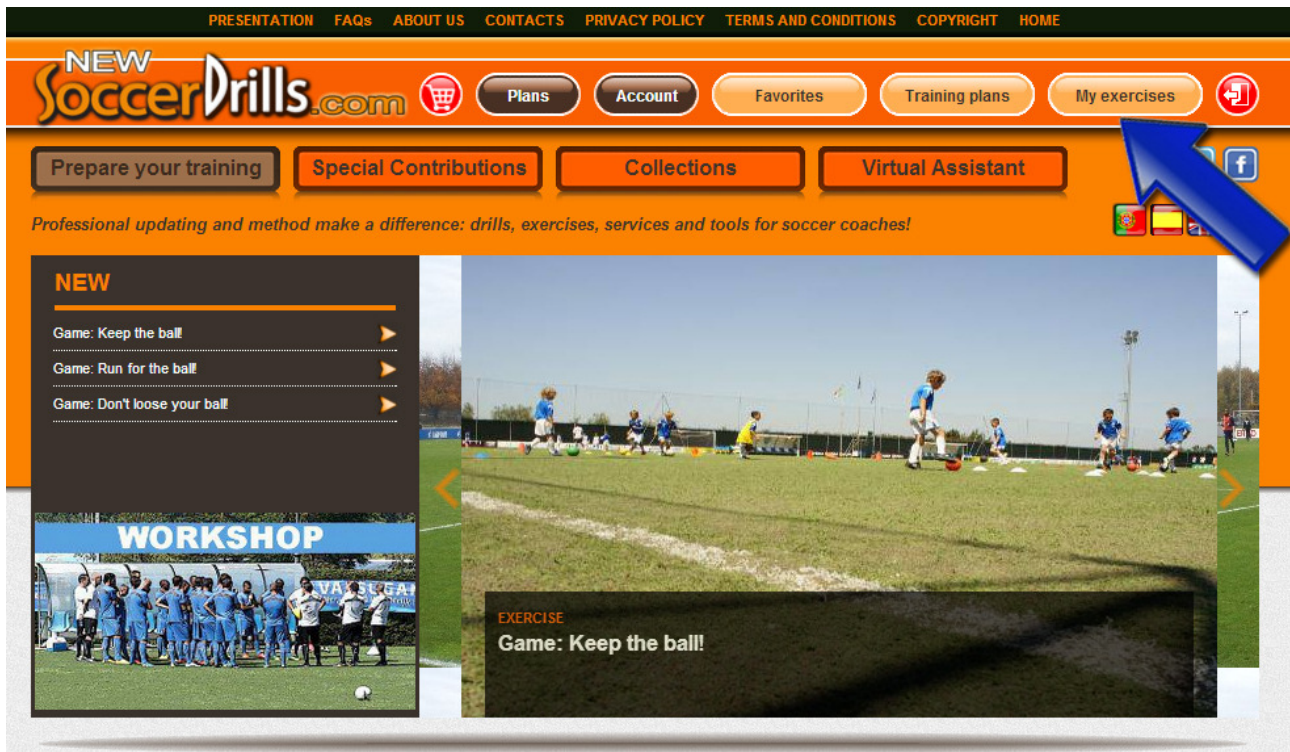 PRESENTATION FAQs ABOUT US CONTACTS PRIVACY POLICY TERMS AND CONDITIONS COPYRIGHT HOME
NEW
SoccerDrills.com
Plans Account Favorites Training plans My exercises
Prepare your training Special Contributions Collections Virtual Assistant
Professional updating and method make a difference: drills, exercises, services and tools for soccer coaches!
NEW
Game: Keep the ball!
Game: Run for the ball!
Game: Don't loose your ball!
WORKSHOP
EXERCISE
Game: Keep the ball!